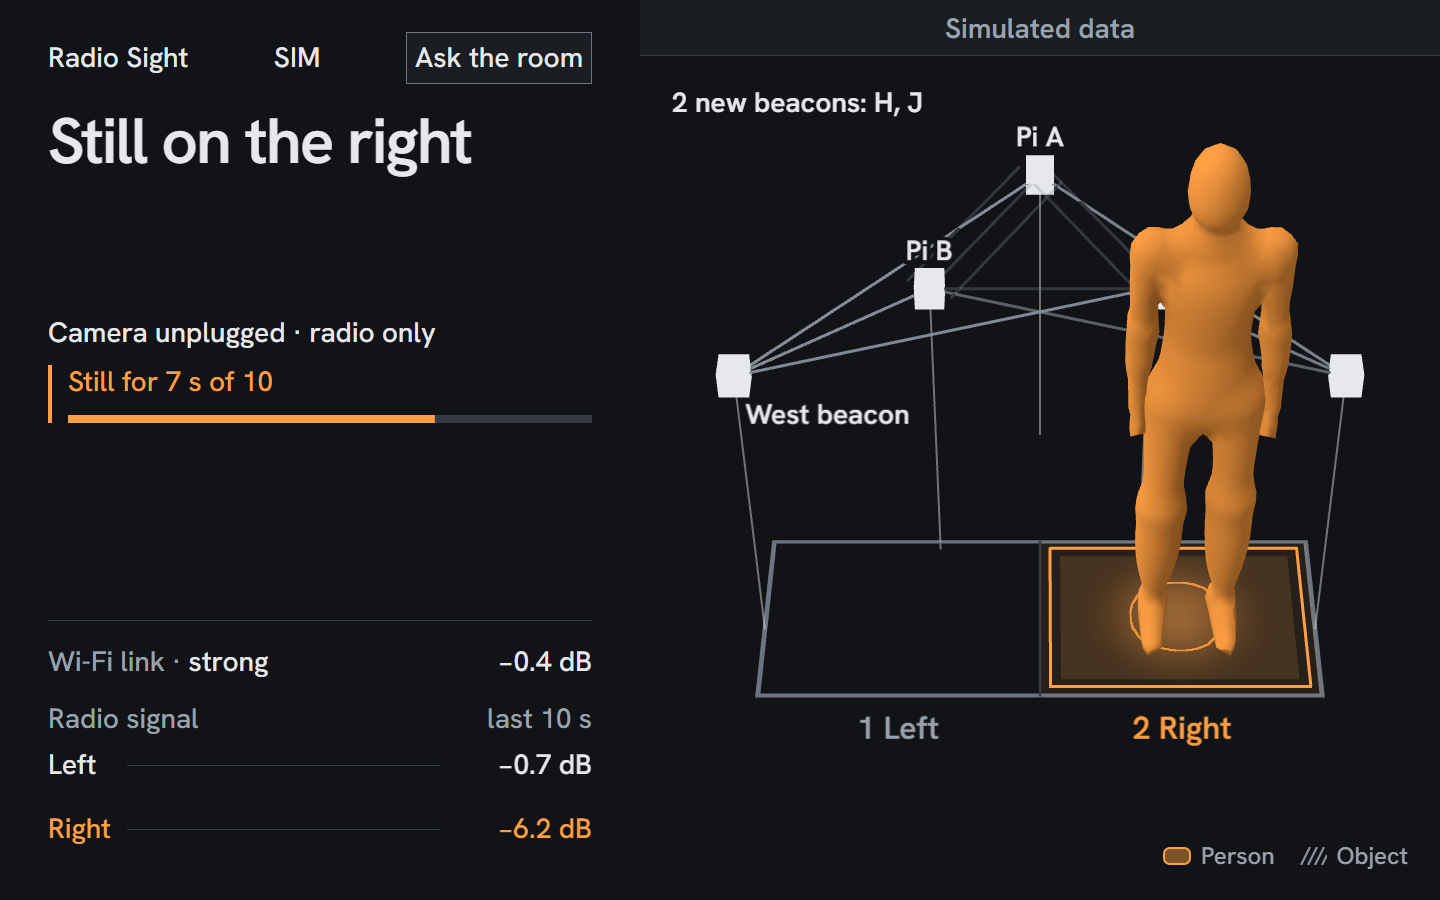 Radio Sight
SIM
Ask the room
Still on the right
Camera unplugged · radio only
Still for 7 s of 10
Wi-Fi link · strong −0.4 dB
Radio signal last 10 s
Left −0.7 dB
Right −6.2 dB
Simulated data
2 new beacons: H, J
Pi A
Pi B
West beacon
1 Left
2 Right
Person
Object